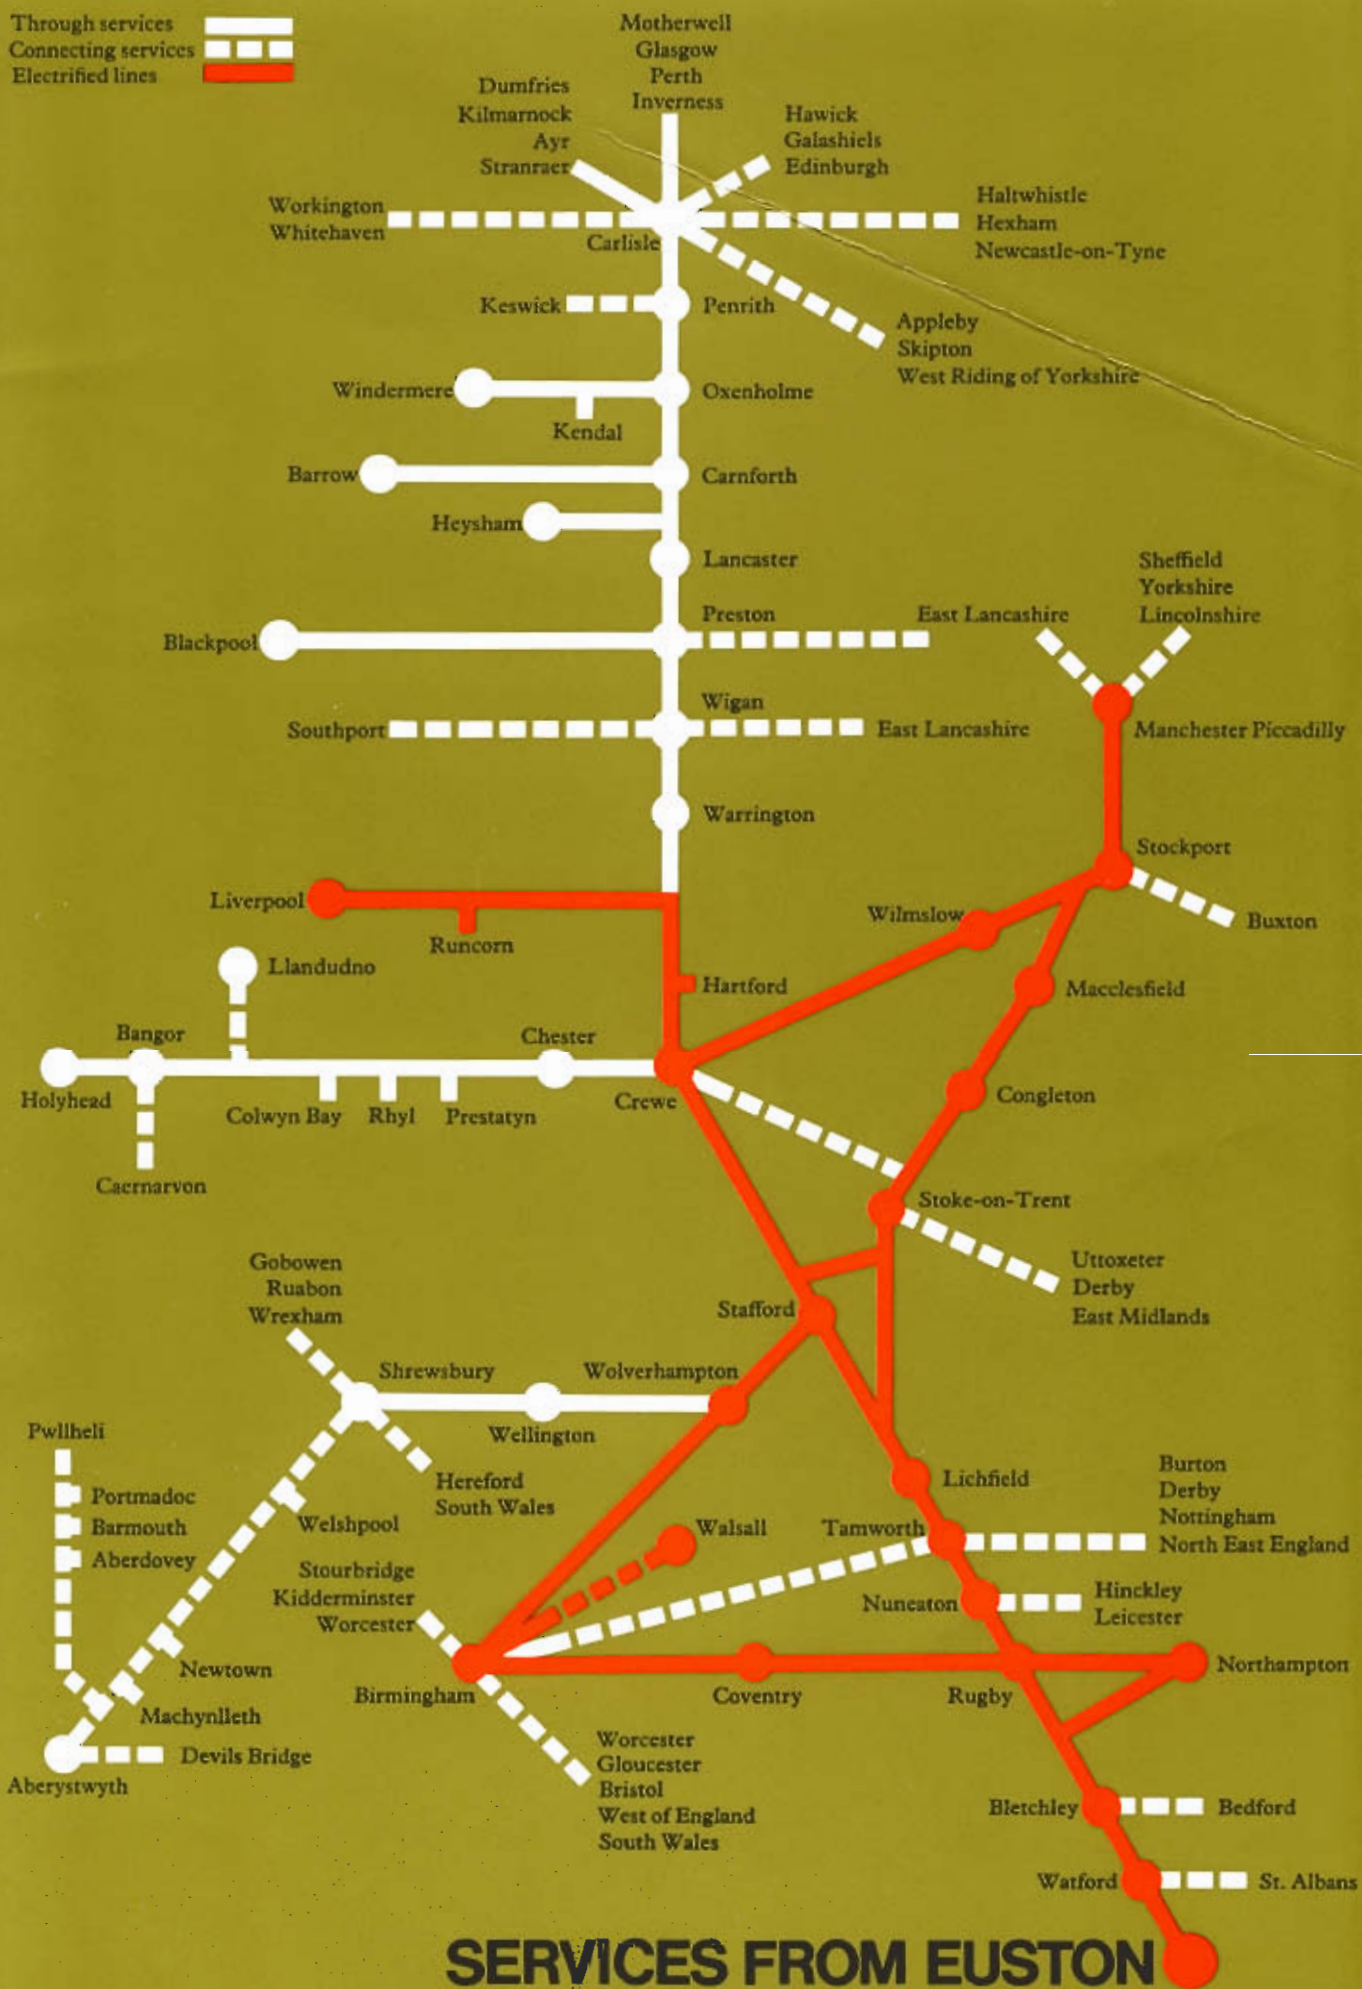 Through services
Connecting services
Electrified lines
Motherwell
Glasgow
Perth
Inverness
Dumfries
Kilmarnock
Ayr
Stranraer
Hawick
Galashiels
Edinburgh
Workington
Whitehaven
Haltwhistle
Hexham
Newcastle-on-Tyne
Carlisle
Keswick
Penrith
Appleby
Skipton
West Riding of Yorkshire
Windermere
Oxenholme
Kendal
Barrow
Carnforth
Heysham
Lancaster
Sheffield
Yorkshire
Lincolnshire
Preston
East Lancashire
Blackpool
Wigan
Southport
East Lancashire
Manchester Piccadilly
Warrington
Stockport
Liverpool
Wilmslow
Buxton
Runcorn
Llandudno
Hartford
Macclesfield
Bangor
Chester
Holyhead
Colwyn Bay
Rhyl
Prestatyn
Crewe
Congleton
Caernarvon
Stoke-on-Trent
Gobowen
Ruabon
Wrexham
Uttoxeter
Derby
East Midlands
Stafford
Shrewsbury
Wolverhampton
Wellington
Pwllheli
Portmadoc
Barmouth
Aberdovey
Hereford
South Wales
Welshpool
Lichfield
Burton
Derby
Nottingham
North East England
Walsall
Tamworth
Stourbridge
Kidderminster
Worcester
Nuneaton
Hinckley
Leicester
Newtown
Birmingham
Coventry
Rugby
Northampton
Machynlleth
Devils Bridge
Aberystwyth
Worcester
Gloucester
Bristol
West of England
South Wales
Bletchley
Bedford
Watford
St. Albans
SERVICES FROM EUSTON